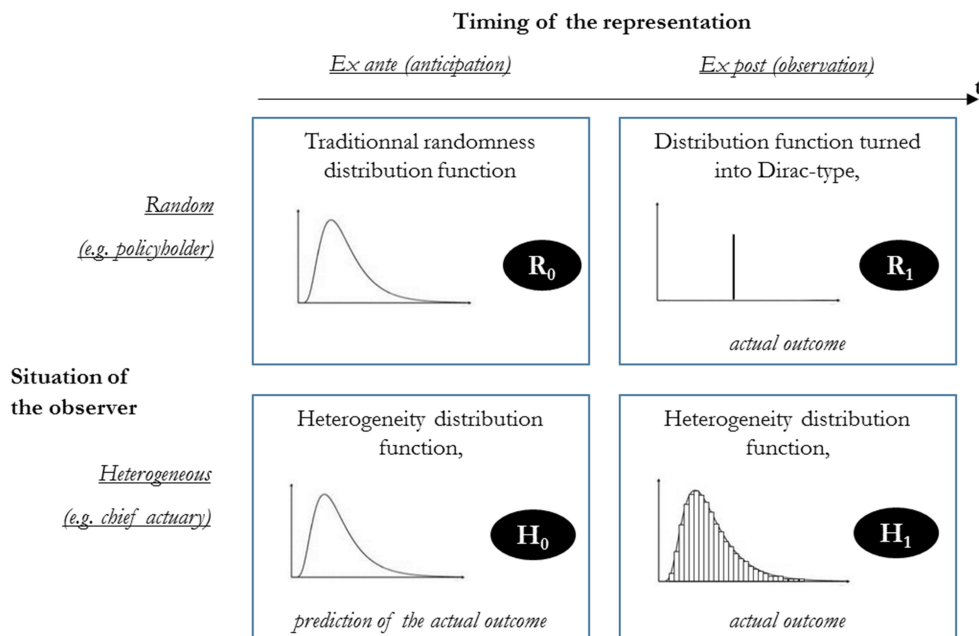 Timing of the representation
Ex ante (anticipation)
Ex post (observation)
t
Traditionnal randomness
distribution function
Distribution function turned
into Dirac-type,
Random
(e.g. policyholder)
R₀
R₁
actual outcome
Situation of
the observer
Heterogeneity distribution
function,
Heterogeneity distribution
function,
Heterogeneous
(e.g. chief actuary)
H₀
H₁
prediction of the actual outcome
actual outcome